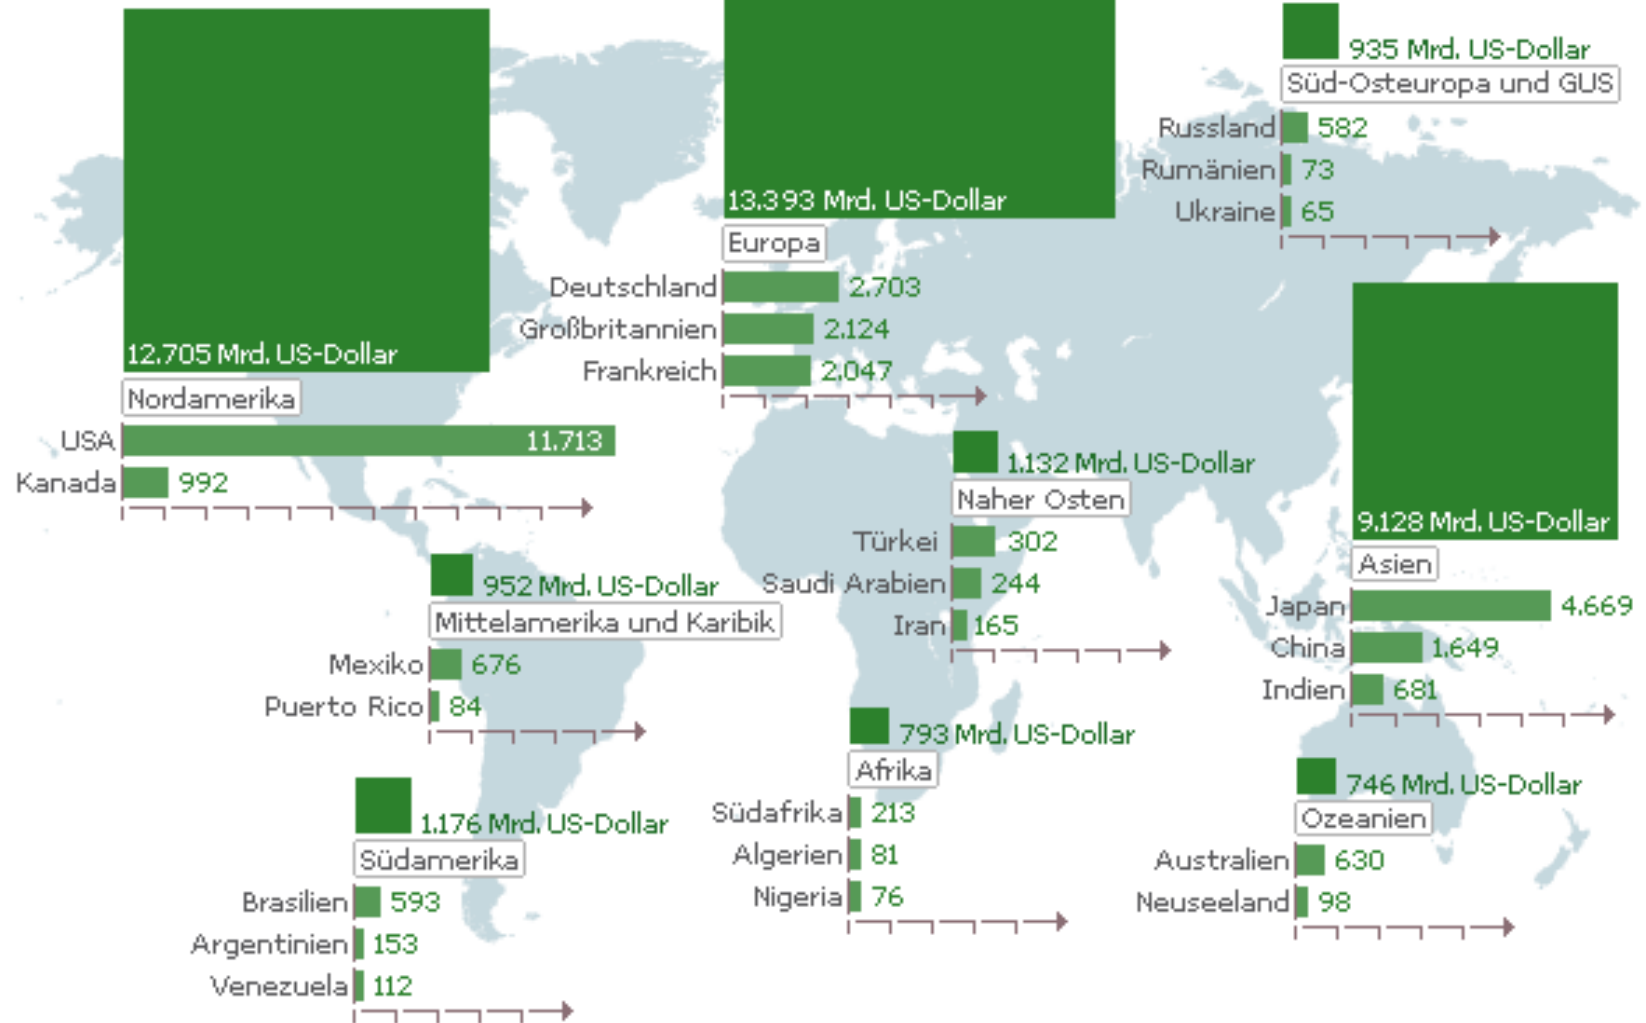 12.705 Mrd. US-Dollar
Nordamerika
USA 11.713
Kanada 992
13.393 Mrd. US-Dollar
Europa
Deutschland 2.703
Großbritannien 2.124
Frankreich 2.047
935 Mrd. US-Dollar
Süd-Osteuropa und GUS
Russland 582
Rumänien 73
Ukraine 65
1.132 Mrd. US-Dollar
Naher Osten
Türkei 302
Saudi Arabien 244
Iran 165
9.128 Mrd. US-Dollar
Asien
Japan 4.669
China 1.649
Indien 681
952 Mrd. US-Dollar
Mittelamerika und Karibik
Mexiko 676
Puerto Rico 84
1.176 Mrd. US-Dollar
Südamerika
Brasilien 593
Argentinien 153
Venezuela 112
793 Mrd. US-Dollar
Afrika
Südafrika 213
Algerien 81
Nigeria 76
746 Mrd. US-Dollar
Ozeanien
Australien 630
Neuseeland 98